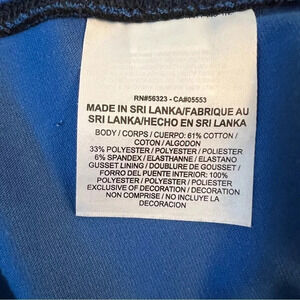 RN#56323 - CA#05553
MADE IN SRI LANKA/FABRIQUE AU
SRI LANKA/HECHO EN SRI LANKA
BODY / CORPS / CUERPO: 61% COTTON /
COTON / ALGODON
33% POLYESTER / POLYESTER / POLIESTER
6% SPANDEX / ELASTHANNE / ELASTANO
GUSSET LINING / DOUBLURE DE GOUSSET /
FORRO DEL PUENTE INTERIOR: 100%
POLYESTER / POLYESTER / POLIESTER
EXCLUSIVE OF DECORATION / DECORATION
NON COMPRISE / NO INCLUYE LA
DECORACION